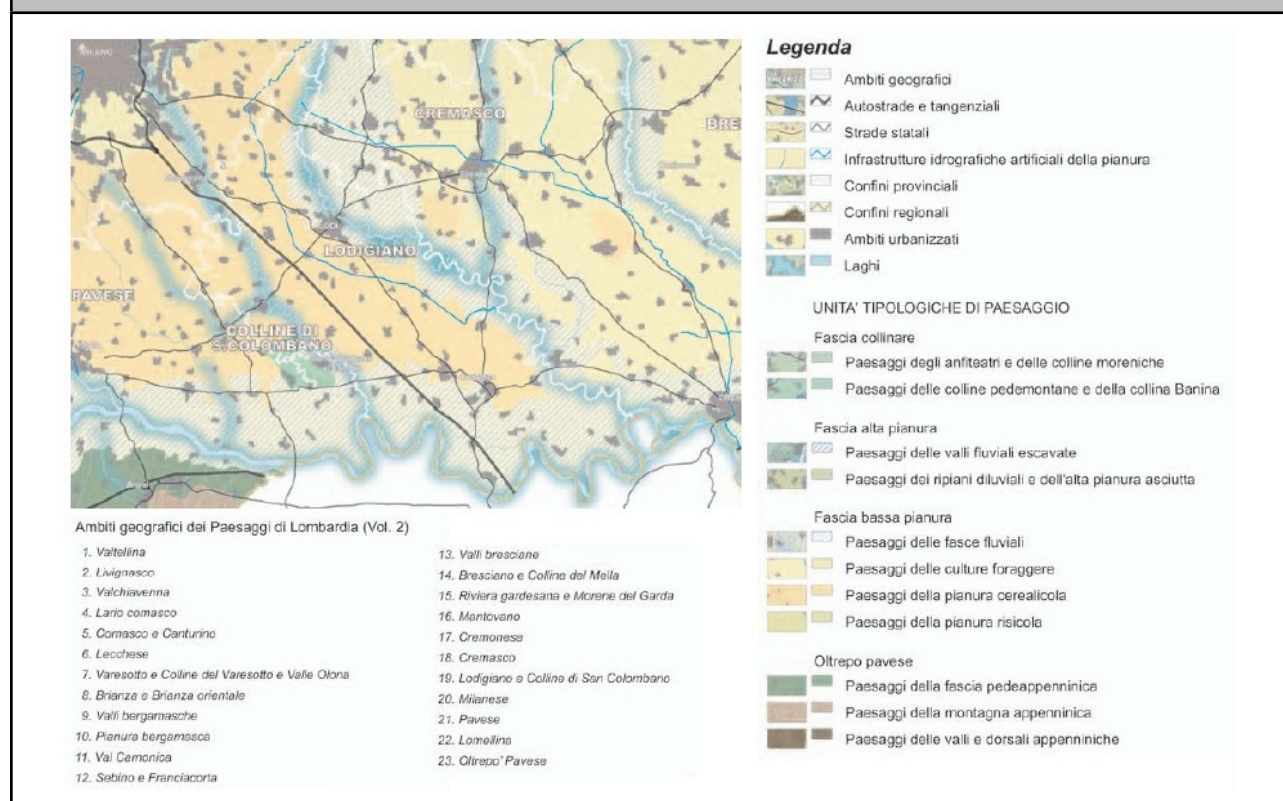 MILANO
CREMASCO
BRE
LODI
LODIGIANO
PAVESE
COLLINE DI
S.COLOMBANO
Legenda
Ambiti geografici
Autostrade e tangenziali
Strade statali
Infrastrutture idrografiche artificiali della pianura
Confini provinciali
Confini regionali
Ambiti urbanizzati
Laghi
UNITA' TIPOLOGICHE DI PAESAGGIO
Fascia collinare
Paesaggi degli anfiteatri e delle colline moreniche
Paesaggi delle colline pedemontane e della collina Banina
Fascia alta pianura
Paesaggi delle valli fluviali escavate
Paesaggi dei ripiani diluviali e dell'alta pianura asciutta
Fascia bassa pianura
Paesaggi delle fasce fluviali
Paesaggi delle culture foraggere
Paesaggi della pianura cerealicola
Paesaggi della pianura risicola
Oltrepo pavese
Paesaggi della fascia pedeappenninica
Paesaggi della montagna appenninica
Paesaggi delle valli e dorsali appenniniche
Ambiti geografici dei Paesaggi di Lombardia (Vol. 2)
1. Valtellina
2. Livignasco
3. Valchiavenna
4. Lario comasco
5. Comasco e Canturino
6. Lecchese
7. Varesotto e Colline del Varesotto e Valle Olona
8. Brianza e Brianza orientale
9. Valli bergamasche
10. Pianura bergamasca
11. Val Camonica
12. Sebino e Franciacorta
13. Valli bresciane
14. Bresciano e Colline del Mella
15. Riviera gardesana e Morene del Garda
16. Mantovano
17. Cremonese
18. Cremasco
19. Lodigiano e Colline di San Colombano
20. Milanese
21. Pavese
22. Lomellina
23. Oltrepo' Pavese